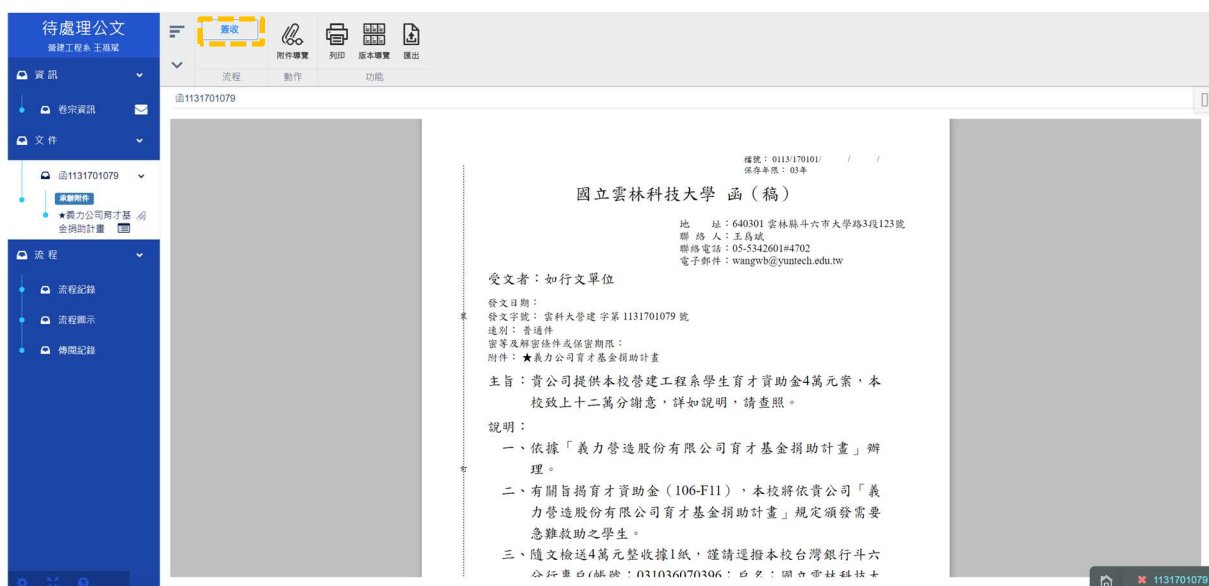 待處理公文
營建工程系 王爲斌
資訊
卷宗資訊
文件
函1131701079
承辦附件
★義力公司育才基
金捐助計畫
流程
流程紀錄
流程圖示
傳閱紀錄
簽收
附件導覽
列印
版本導覽
匯出
流程
動作
功能
函1131701079
檔號： 0113/170101/ / /
保存年限： 03年
國立雲林科技大學 函（稿）
地 址：640301 雲林縣斗六市大學路3段123號
聯 絡 人：王爲斌
聯絡電話：05-5342601#4702
電子郵件：wangwb@yuntech.edu.tw
受文者：如行文單位
發文日期：
發文字號： 雲科大營建 字第 1131701079 號
速別： 普通件
密等及解密條件或保密期限：
附件： ★義力公司育才基金捐助計畫
主旨：貴公司提供本校營建工程系學生育才資助金4萬元案，本
校致上十二萬分謝意，詳如說明，請查照。
說明：
一、依據「義力營造股份有限公司育才基金捐助計畫」辦
理。
二、有關旨揭育才資助金（106-F11），本校將依貴公司「義
力營造股份有限公司育才基金捐助計畫」規定頒發需要
急難救助之學生。
三、隨文檢送4萬元整收據1紙，謹請逕撥本校台灣銀行斗六
分行專戶(帳號：031036070396；戶名：國立雲林科技大
1131701079